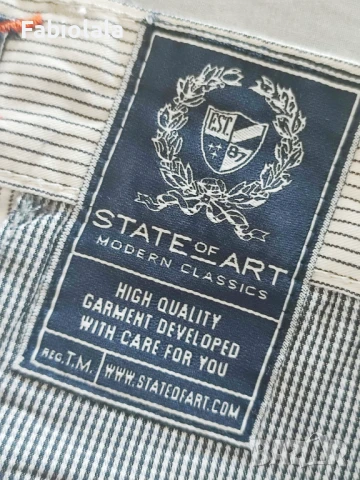 Fabiolala
EST.
87
STATE OF ART
MODERN CLASSICS
HIGH QUALITY
GARMENT DEVELOPED
WITH CARE FOR YOU
REG. T.M. WWW.STATEOFART.COM